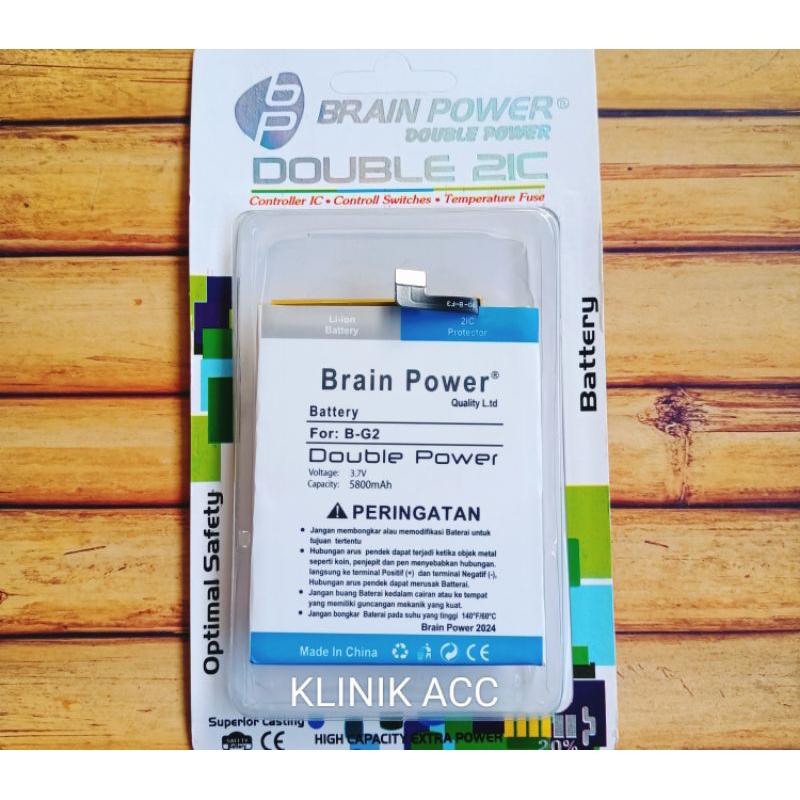 bp
BRAIN POWER®
DOUBLE POWER
DOUBLE 2IC
Controller IC • Controll Switches • Temperature Fuse
Li-ion
Battery
2IC
Protector
Brain Power®
Quality L.td
Battery
For: B-G2
Double Power
Voltage: 3.7V
Capacity: 5800mAh
⚠ PERINGATAN
• Jangan membongkar alau memodifikasi Baterai untuk
tujuan tertentu
• Hubungan arus pendek dapat terjadi ketika objek metal
seperti koin, penjepit dan pen menyebabkan hubungan.
langsung ke terminal Positif (+) dan terminal Negatif (-),
Hubungan arus pendek dapat merusak Batterai.
• Jangan buang Baterai kedalam cairan atau ke tempat
yang memiliki guncangan mekanik yang kuat.
• Jangan bongkar Baterai pada suhu yang tinggi 140°F/60°C
Brain Power 2024
Made In China
CE
KLINIK ACC
Optimal Safety
Battery
Superior Casting
CE
HIGH CAPACITY EXTRA POWER